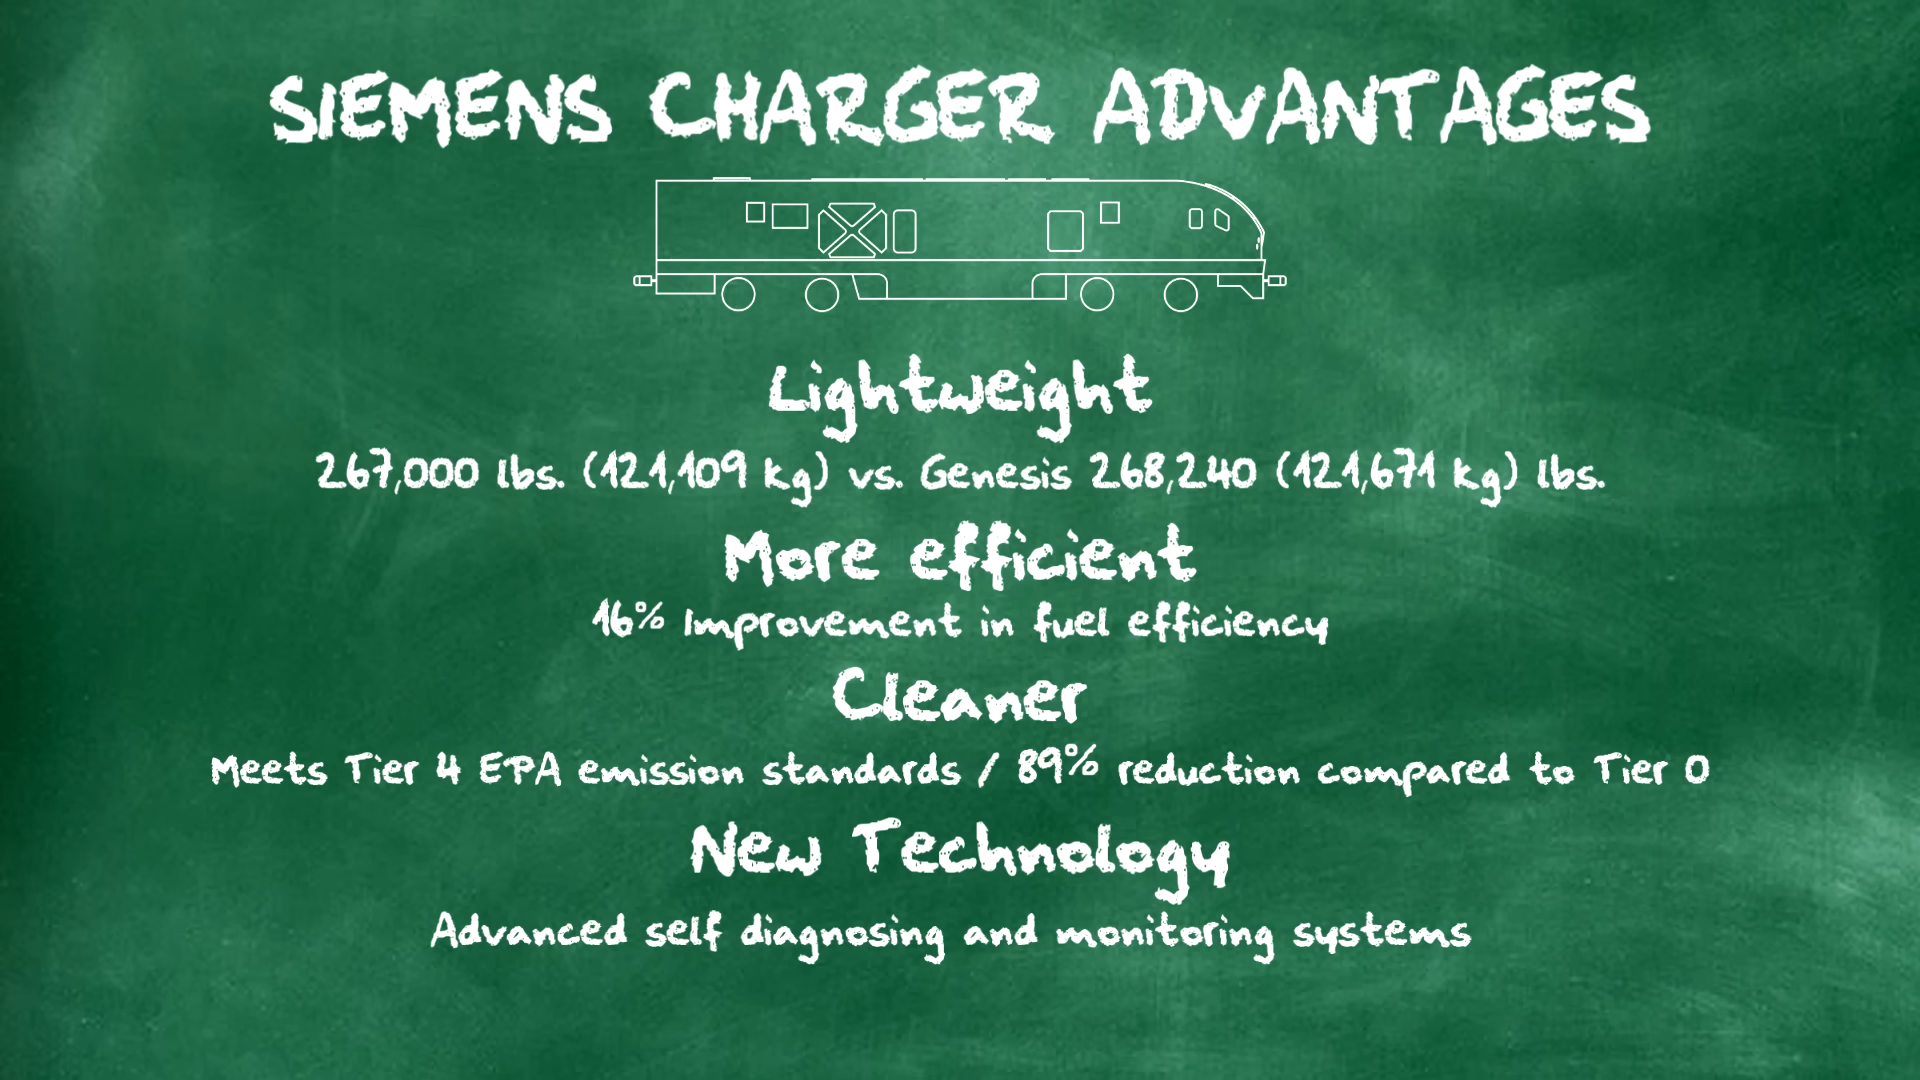 SIEMENS CHARGER ADVANTAGES
Lightweight
267,000 lbs. (121,109 kg) vs. Genesis 268,240 (121,671 kg) lbs.
More efficient
16% Improvement in fuel efficiency
Cleaner
Meets Tier 4 EPA emission standards / 89% reduction compared to Tier 0
New Technology
Advanced self diagnosing and monitoring systems